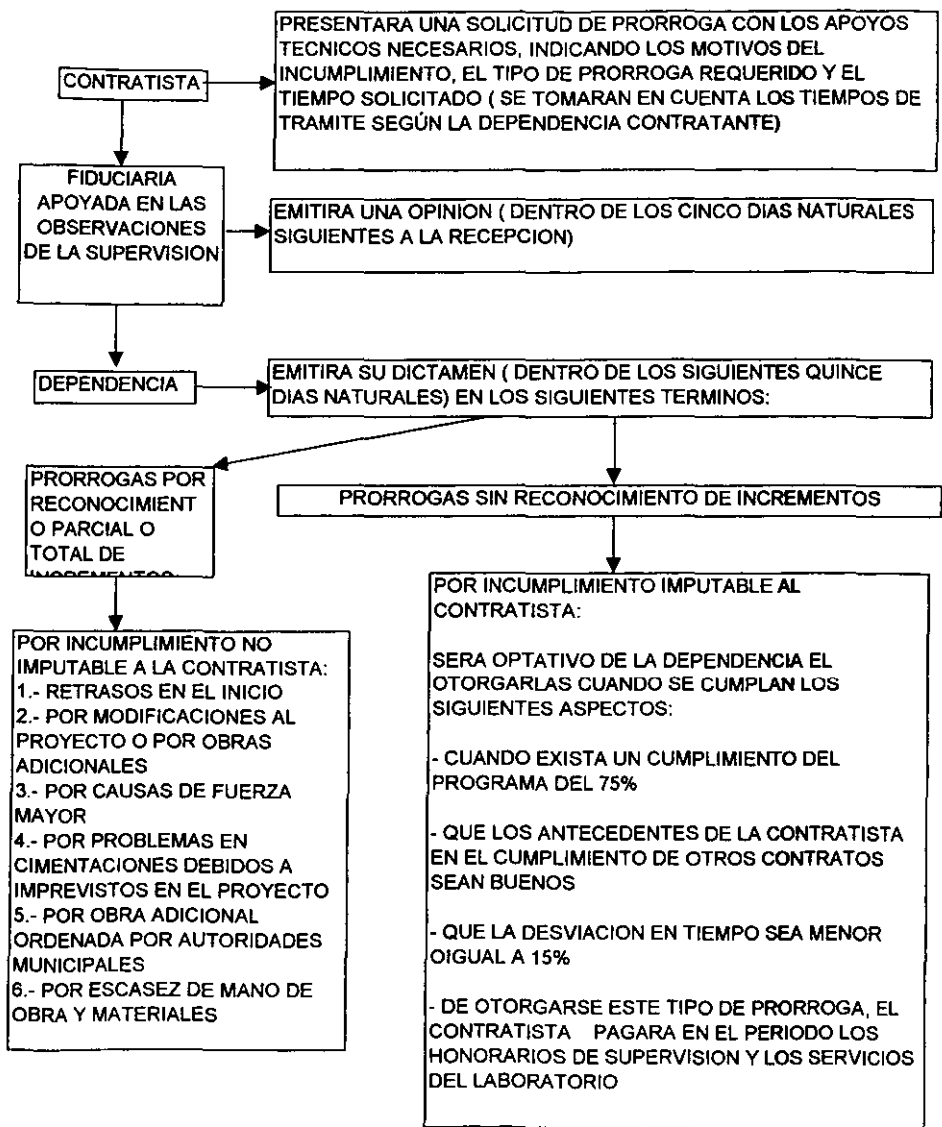 CONTRATISTA
PRESENTARA UNA SOLICITUD DE PRORROGA CON LOS APOYOS
TECNICOS NECESARIOS, INDICANDO LOS MOTIVOS DEL
INCUMPLIMIENTO, EL TIPO DE PRORROGA REQUERIDO Y EL
TIEMPO SOLICITADO ( SE TOMARAN EN CUENTA LOS TIEMPOS DE
TRAMITE SEGÚN LA DEPENDENCIA CONTRATANTE)
FIDUCIARIA
APOYADA EN LAS
OBSERVACIONES
DE LA SUPERVISION
EMITIRA UNA OPINION ( DENTRO DE LOS CINCO DIAS NATURALES
SIGUIENTES A LA RECEPCION)
DEPENDENCIA
EMITIRA SU DICTAMEN ( DENTRO DE LOS SIGUIENTES QUINCE
DIAS NATURALES) EN LOS SIGUIENTES TERMINOS:
PRORROGAS POR
RECONOCIMIENT
O PARCIAL O
TOTAL DE
INCREMENTOS
PRORROGAS SIN RECONOCIMIENTO DE INCREMENTOS
POR INCUMPLIMIENTO NO
IMPUTABLE A LA CONTRATISTA:
1.- RETRASOS EN EL INICIO
2.- POR MODIFICACIONES AL
PROYECTO O POR OBRAS
ADICIONALES
3.- POR CAUSAS DE FUERZA
MAYOR
4.- POR PROBLEMAS EN
CIMENTACIONES DEBIDOS A
IMPREVISTOS EN EL PROYECTO
5.- POR OBRA ADICIONAL
ORDENADA POR AUTORIDADES
MUNICIPALES
6.- POR ESCASEZ DE MANO DE
OBRA Y MATERIALES
POR INCUMPLIMIENTO IMPUTABLE AL
CONTRATISTA:
SERA OPTATIVO DE LA DEPENDENCIA EL
OTORGARLAS CUANDO SE CUMPLAN LOS
SIGUIENTES ASPECTOS:
- CUANDO EXISTA UN CUMPLIMIENTO DEL
PROGRAMA DEL 75%
- QUE LOS ANTECEDENTES DE LA CONTRATISTA
EN EL CUMPLIMIENTO DE OTROS CONTRATOS
SEAN BUENOS
- QUE LA DESVIACION EN TIEMPO SEA MENOR
OIGUAL A 15%
- DE OTORGARSE ESTE TIPO DE PRORROGA, EL
CONTRATISTA PAGARA EN EL PERIODO LOS
HONORARIOS DE SUPERVISION Y LOS SERVICIOS
DEL LABORATORIO